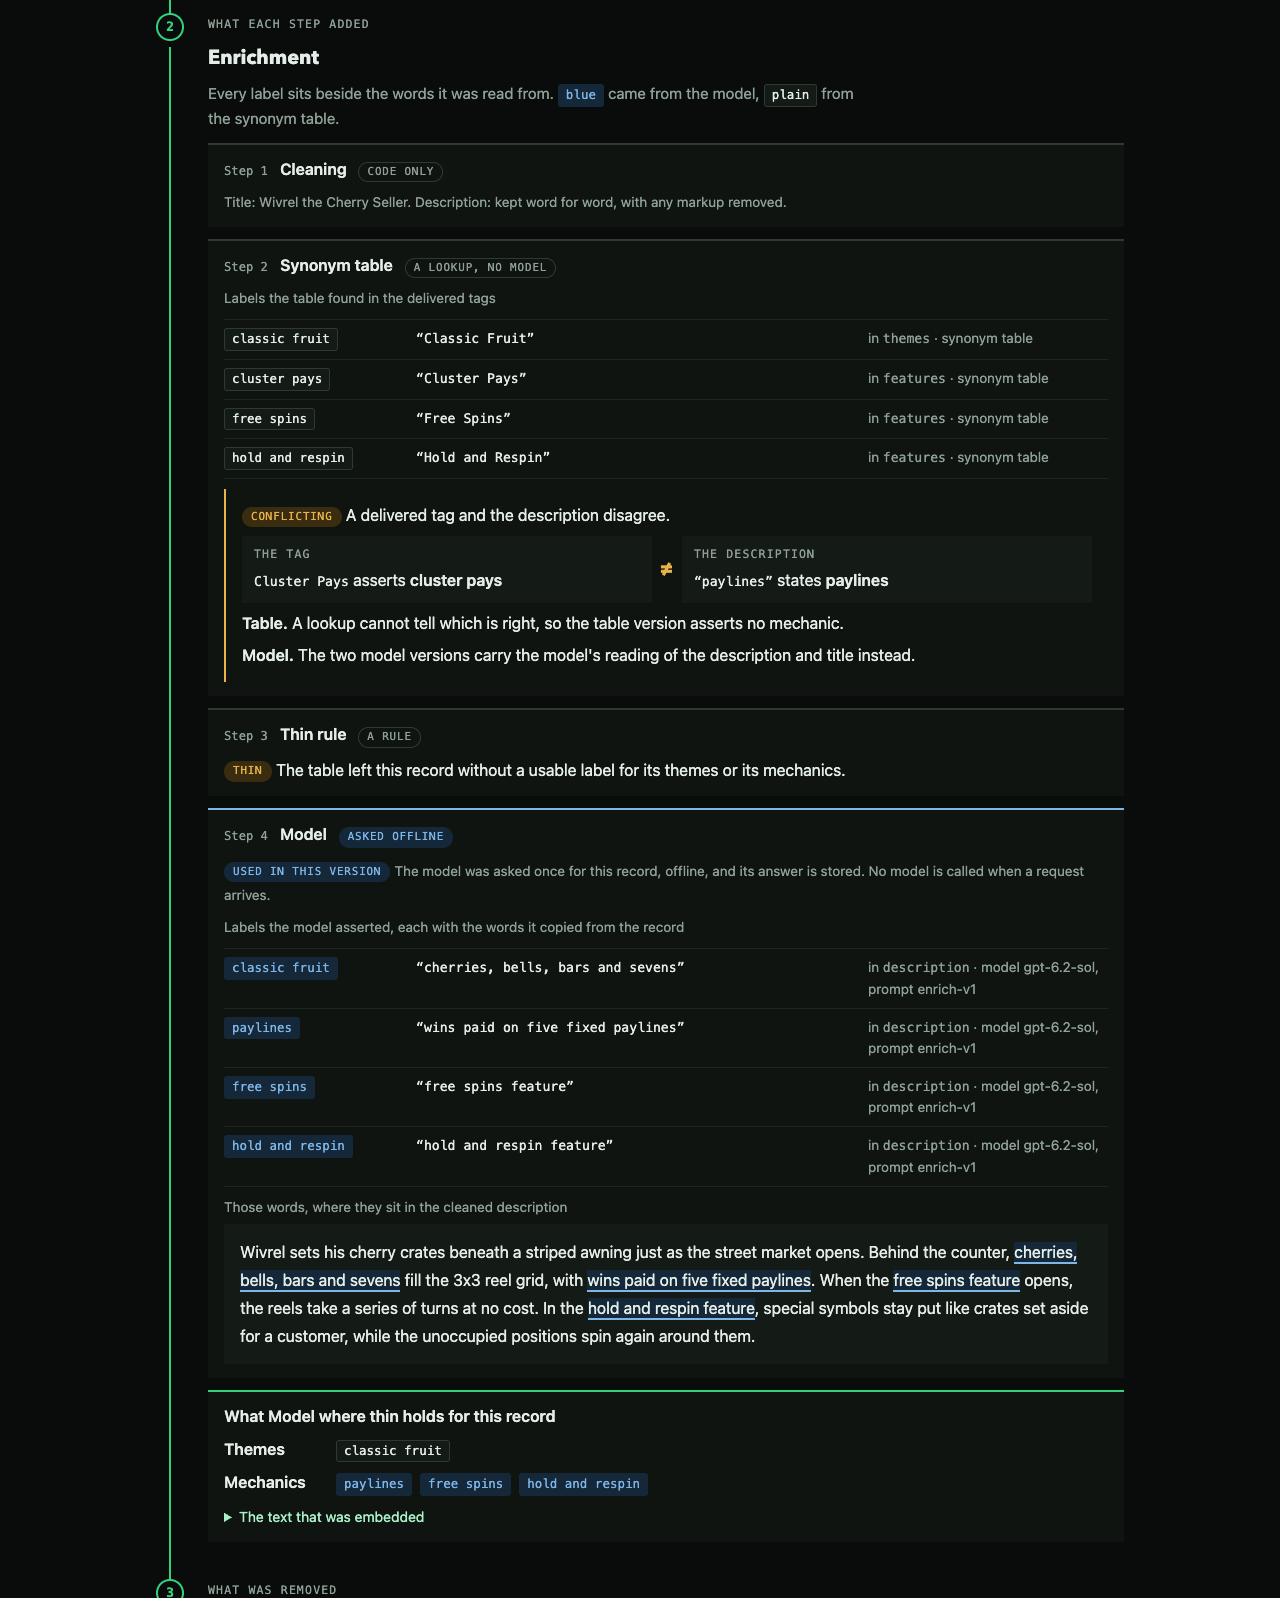 2
WHAT EACH STEP ADDED
Enrichment
Every label sits beside the words it was read from. blue came from the model, plain from
the synonym table.
Step 1 Cleaning CODE ONLY
Title: Wivrel the Cherry Seller. Description: kept word for word, with any markup removed.
Step 2 Synonym table A LOOKUP, NO MODEL
Labels the table found in the delivered tags
classic fruit “Classic Fruit” in themes · synonym table
cluster pays “Cluster Pays” in features · synonym table
free spins “Free Spins” in features · synonym table
hold and respin “Hold and Respin” in features · synonym table
CONFLICTING A delivered tag and the description disagree.
THE TAG
Cluster Pays asserts cluster pays
≠
THE DESCRIPTION
“paylines” states paylines
Table. A lookup cannot tell which is right, so the table version asserts no mechanic.
Model. The two model versions carry the model's reading of the description and title instead.
Step 3 Thin rule A RULE
THIN The table left this record without a usable label for its themes or its mechanics.
Step 4 Model ASKED OFFLINE
USED IN THIS VERSION The model was asked once for this record, offline, and its answer is stored. No model is called when a request
arrives.
Labels the model asserted, each with the words it copied from the record
classic fruit “cherries, bells, bars and sevens” in description · model gpt-6.2-sol,
prompt enrich-v1
paylines “wins paid on five fixed paylines” in description · model gpt-6.2-sol,
prompt enrich-v1
free spins “free spins feature” in description · model gpt-6.2-sol,
prompt enrich-v1
hold and respin “hold and respin feature” in description · model gpt-6.2-sol,
prompt enrich-v1
Those words, where they sit in the cleaned description
Wivrel sets his cherry crates beneath a striped awning just as the street market opens. Behind the counter, cherries,
bells, bars and sevens fill the 3x3 reel grid, with wins paid on five fixed paylines. When the free spins feature opens,
the reels take a series of turns at no cost. In the hold and respin feature, special symbols stay put like crates set aside
for a customer, while the unoccupied positions spin again around them.
What Model where thin holds for this record
Themes classic fruit
Mechanics paylines free spins hold and respin
▶ The text that was embedded
3
WHAT WAS REMOVED